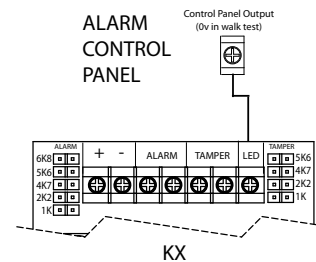 Control Panel Output
(0v in walk test)
ALARM
CONTROL
PANEL
ALARM
+ - ALARM TAMPER LED
TAMPER
6K8
5K6
4K7
2K2
1K
5K6
4K7
2K2
1K
KX